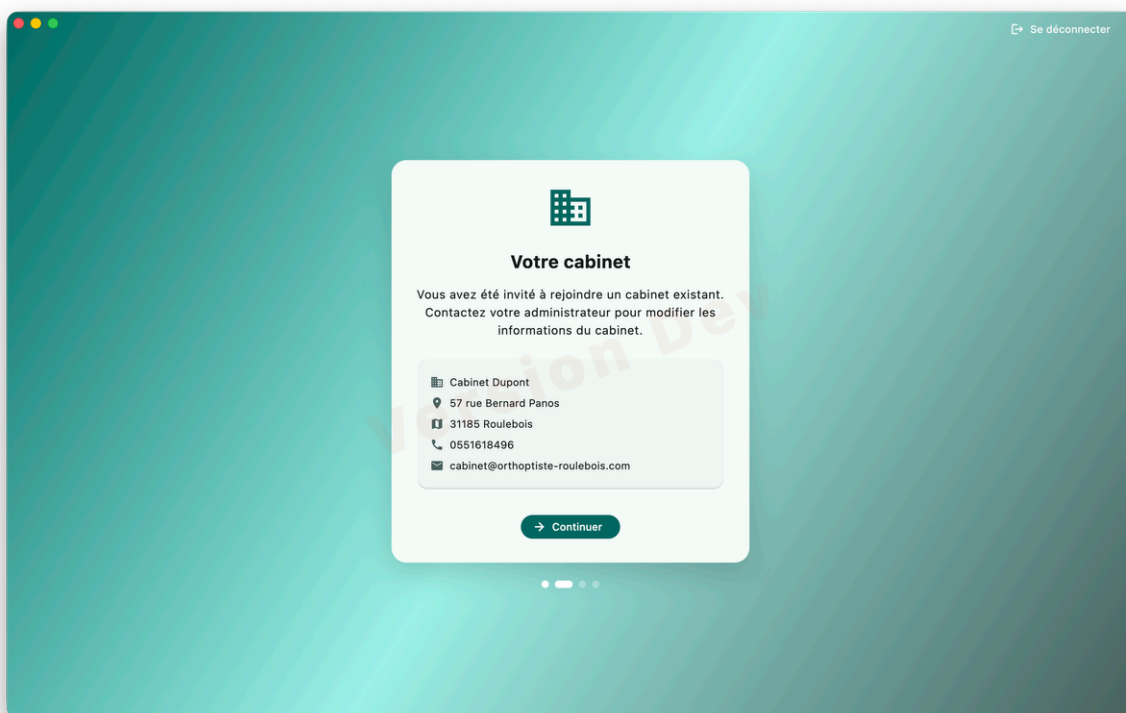 Se déconnecter
Votre cabinet
Vous avez été invité à rejoindre un cabinet existant.
Contactez votre administrateur pour modifier les
informations du cabinet.
Version Dev
Cabinet Dupont
57 rue Bernard Panos
31185 Roulebois
0551618496
cabinet@orthoptiste-roulebois.com
Continuer